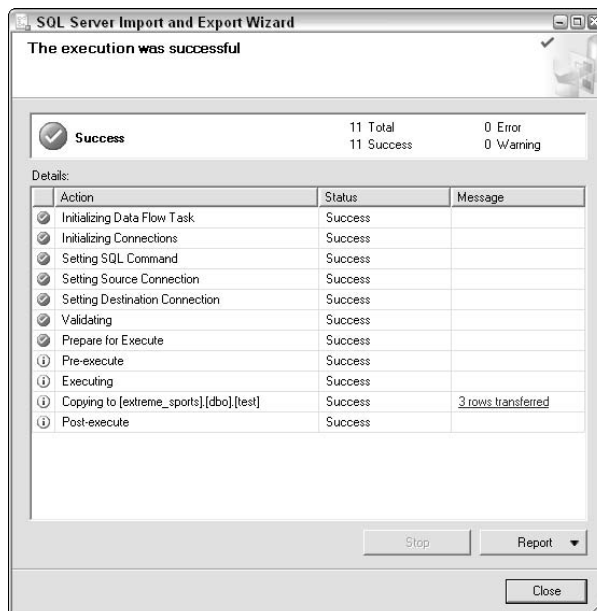 SQL Server Import and Export Wizard
The execution was successful
Success
11 Total
0 Error
11 Success
0 Warning
Details:
Action Status Message
Initializing Data Flow Task Success
Initializing Connections Success
Setting SQL Command Success
Setting Source Connection Success
Setting Destination Connection Success
Validating Success
Prepare for Execute Success
Pre-execute Success
Executing Success
Copying to [extreme_sports].[dbo].[test] Success 3 rows transferred
Post-execute Success
Stop
Report
Close